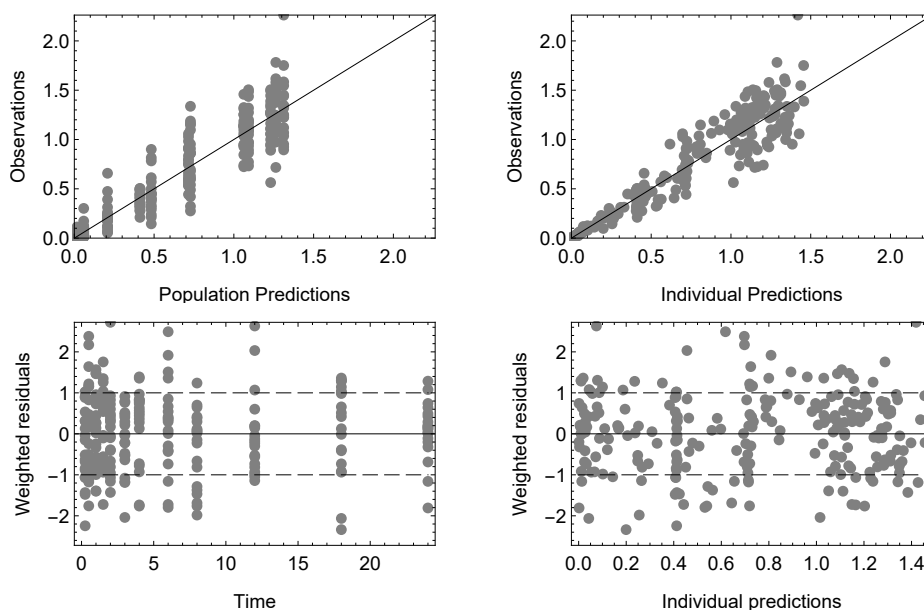 2.0
1.5
1.0
0.5
0.0
Observations
0.0 0.5 1.0 1.5 2.0
Population Predictions
2.0
1.5
1.0
0.5
0.0
Observations
0.0 0.5 1.0 1.5 2.0
Individual Predictions
2
1
0
−1
−2
Weighted residuals
0 5 10 15 20
Time
2
1
0
−1
−2
Weighted residuals
0.0 0.2 0.4 0.6 0.8 1.0 1.2 1.4
Individual predictions